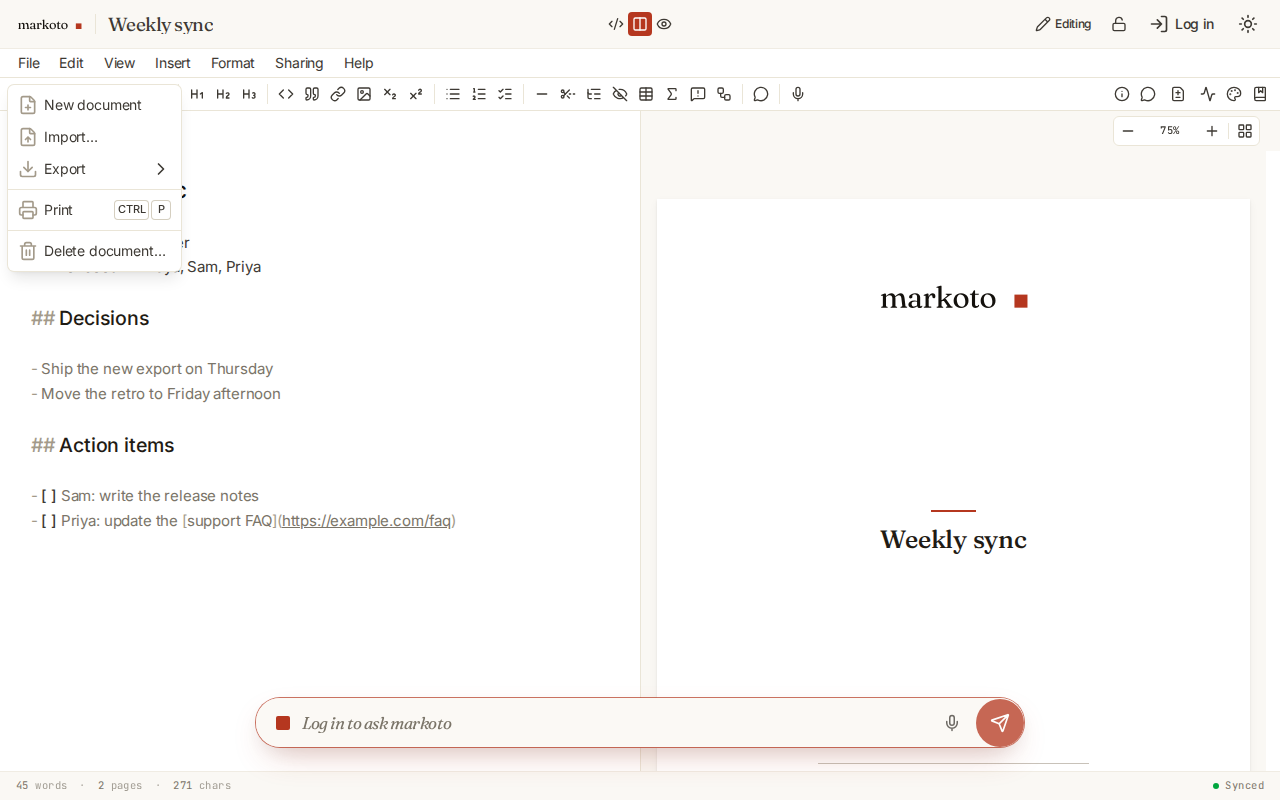 markoto
Weekly sync
Editing
Log in
File Edit View Insert Format Sharing Help
H1 H2 H3
New document
Import...
Export
Print CTRL P
Delete document...
75%
c
er
, Sam, Priya
## Decisions
- Ship the new export on Thursday
- Move the retro to Friday afternoon
## Action items
- [ ] Sam: write the release notes
- [ ] Priya: update the [support FAQ](https://example.com/faq)
markoto
Weekly sync
Log in to ask markoto
45 words · 2 pages · 271 chars
Synced